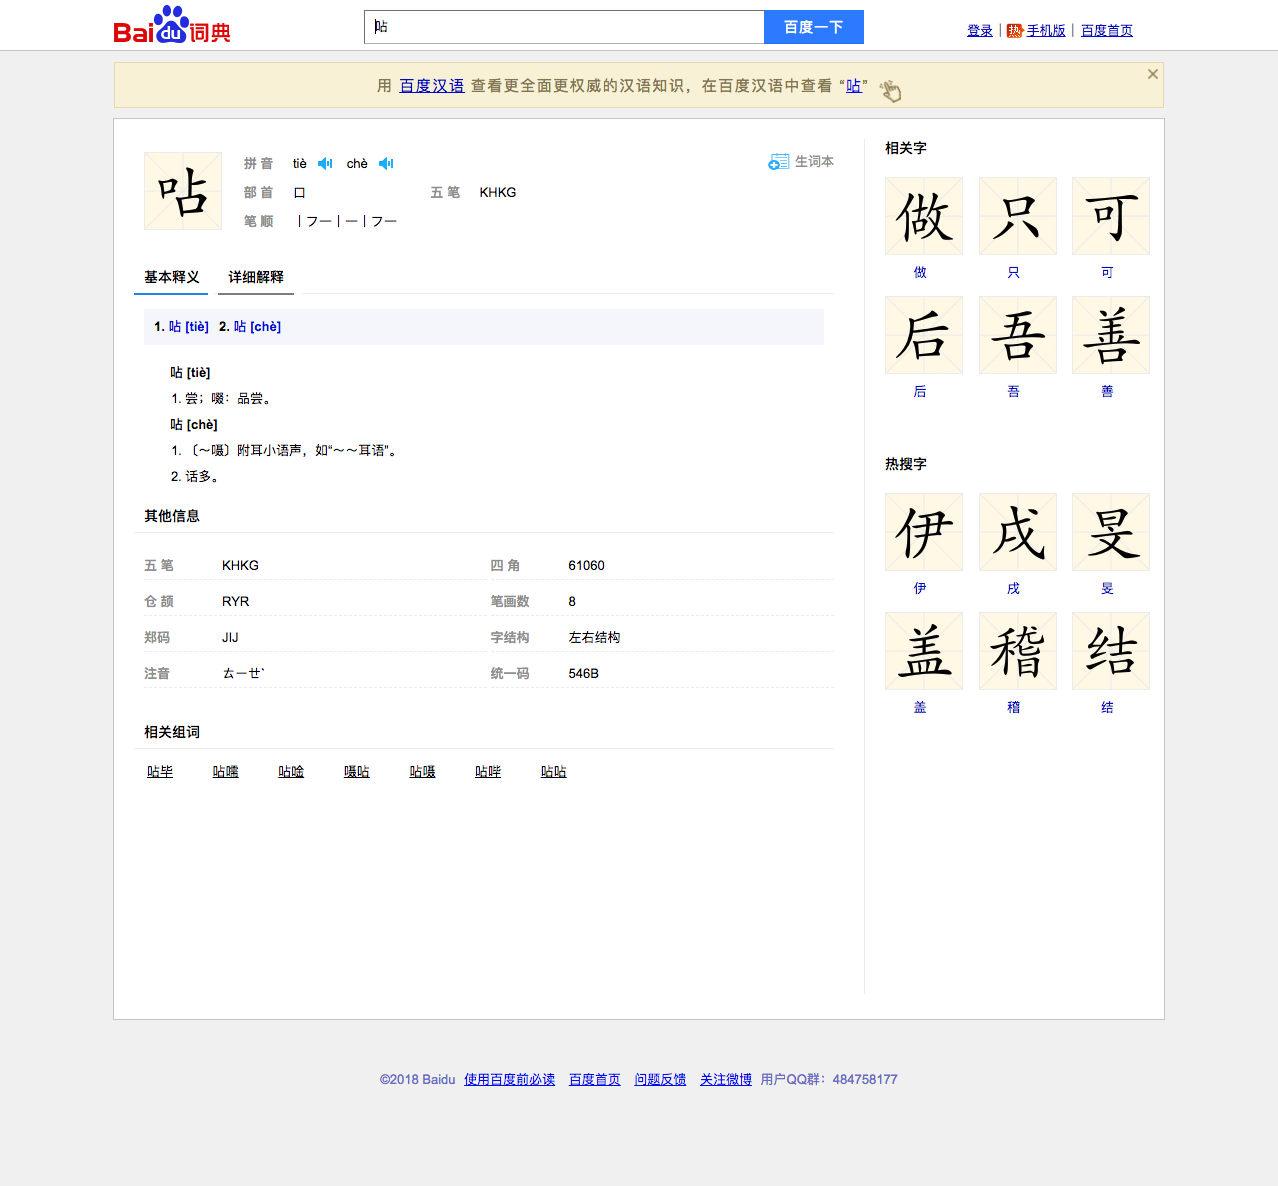 Baidu词典
呫
百度一下
登录 | 热 手机版 | 百度首页
用 百度汉语 查看更全面更权威的汉语知识，在百度汉语中查看 “呫”
呫
拼 音 tiè chè
生词本
部 首 口 五 笔 KHKG
笔 顺 丨フ一丨一丨フ一
基本释义 详细解释
1. 呫 [tiè] 2. 呫 [chè]
呫 [tiè]
1. 尝；啜：品尝。
呫 [chè]
1. 〔～嗫〕附耳小语声，如“～～耳语”。
2. 话多。
其他信息
五 笔 KHKG 四 角 61060
仓 颉 RYR 笔画数 8
郑码 JIJ 字结构 左右结构
注音 ㄊㄧㄝˋ 统一码 546B
相关组词
呫毕 呫嚅 呫唫 嗫呫 呫嗫 呫哔 呫呫
相关字
做 只 可
做 只 可
后 吾 善
后 吾 善
热搜字
伊 戌 旻
伊 戌 旻
盖 稽 结
盖 稽 结
©2018 Baidu 使用百度前必读 百度首页 问题反馈 关注微博 用户QQ群：484758177